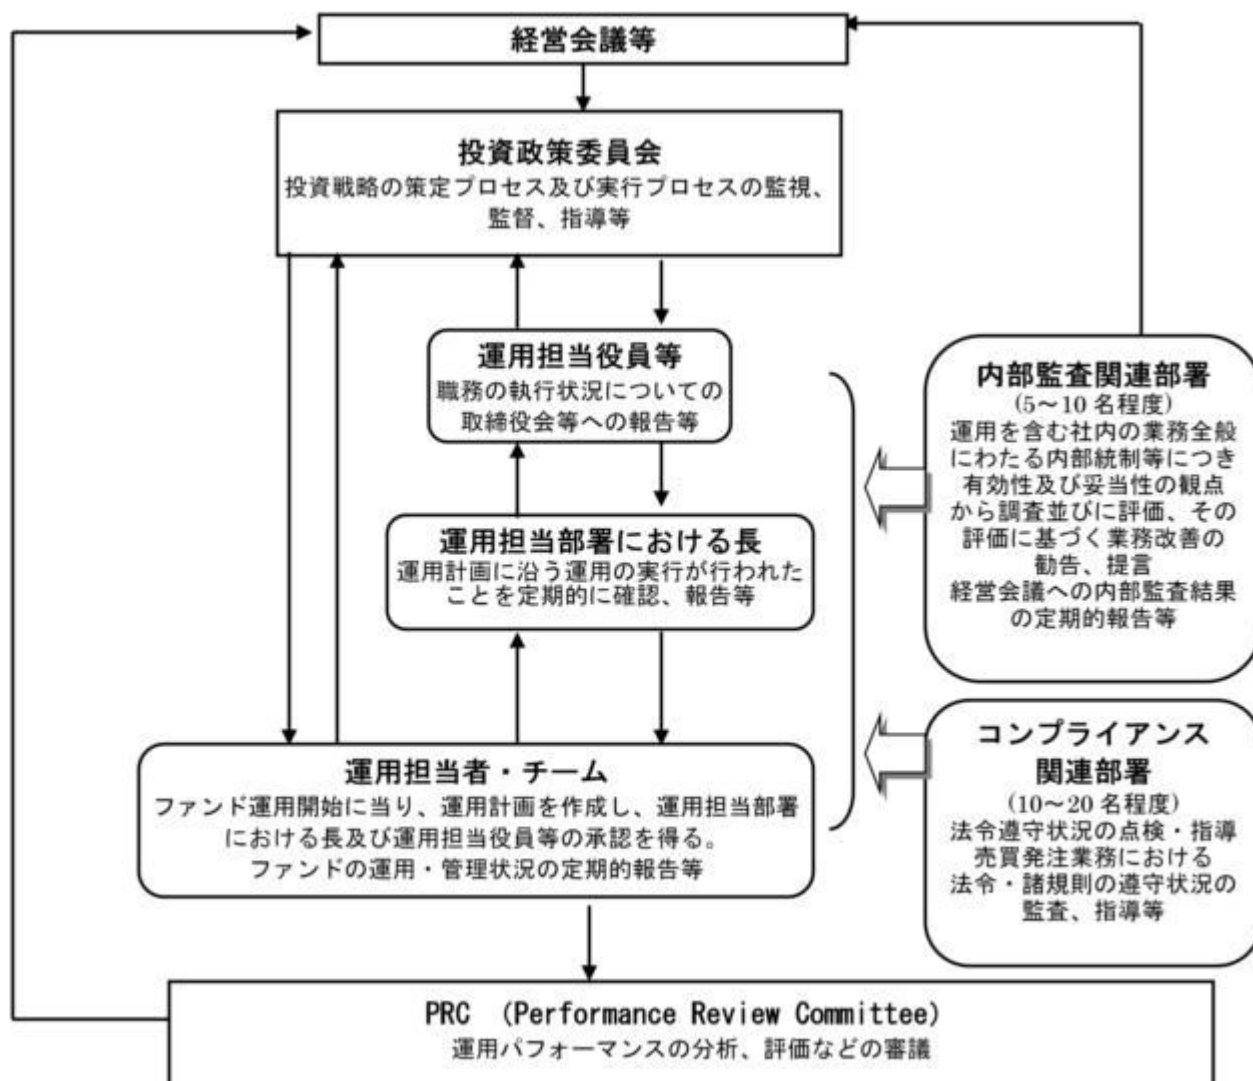 経営会議等
投資政策委員会
投資戦略の策定プロセス及び実行プロセスの監視、
監督、指導等
運用担当役員等
職務の執行状況についての
取締役会等への報告等
運用担当部署における長
運用計画に沿う運用の実行が行われた
ことを定期的に確認、報告等
運用担当者・チーム
ファンド運用開始に当り、運用計画を作成し、運用担当部署
における長及び運用担当役員等の承認を得る。
ファンドの運用・管理状況の定期的報告等
内部監査関連部署
(5～10 名程度)
運用を含む社内の業務全般
にわたる内部統制等につき
有効性及び妥当性の観点
から調査並びに評価、その
評価に基づく業務改善の
勧告、提言
経営会議への内部監査結果
の定期的報告等
コンプライアンス
関連部署
(10～20 名程度)
法令遵守状況の点検・指導
売買発注業務における
法令・諸規則の遵守状況の
監査、指導等
PRC （Performance Review Committee）
運用パフォーマンスの分析、評価などの審議